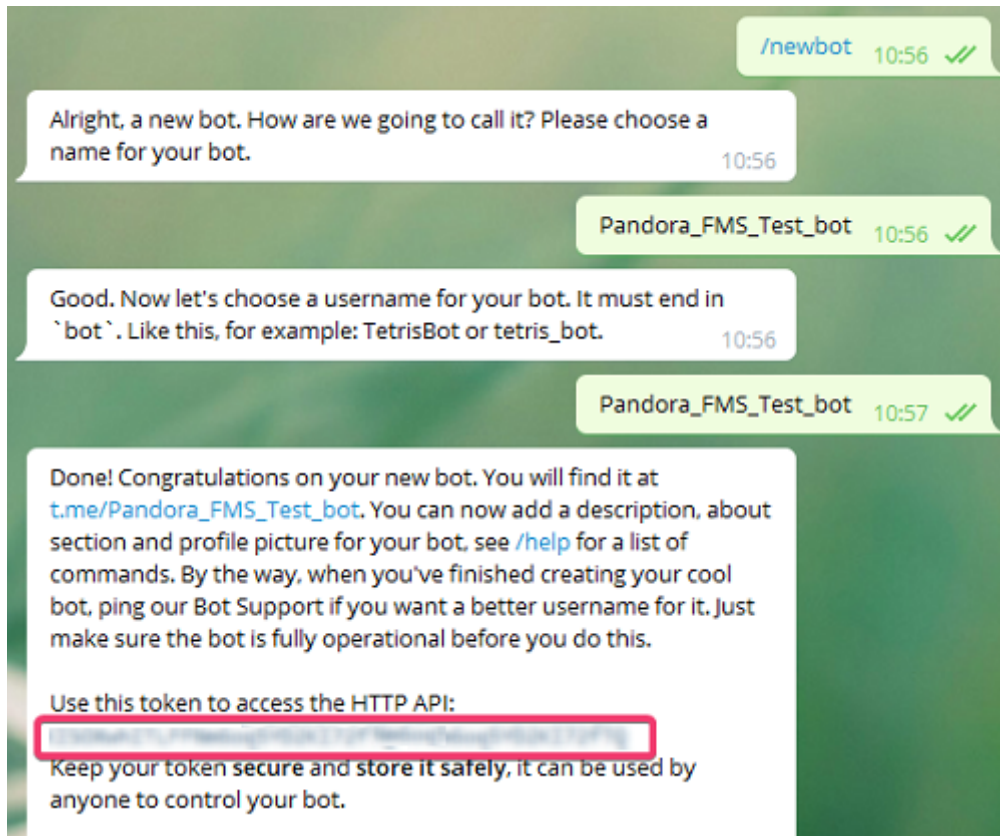 /newbot 10:56
Alright, a new bot. How are we going to call it? Please choose a
name for your bot.
10:56
Pandora_FMS_Test_bot 10:56
Good. Now let's choose a username for your bot. It must end in
`bot`. Like this, for example: TetrisBot or tetris_bot.
10:56
Pandora_FMS_Test_bot 10:57
Done! Congratulations on your new bot. You will find it at
t.me/Pandora_FMS_Test_bot. You can now add a description, about
section and profile picture for your bot, see /help for a list of
commands. By the way, when you've finished creating your cool
bot, ping our Bot Support if you want a better username for it. Just
make sure the bot is fully operational before you do this.
Use this token to access the HTTP API:
Keep your token secure and store it safely, it can be used by
anyone to control your bot.